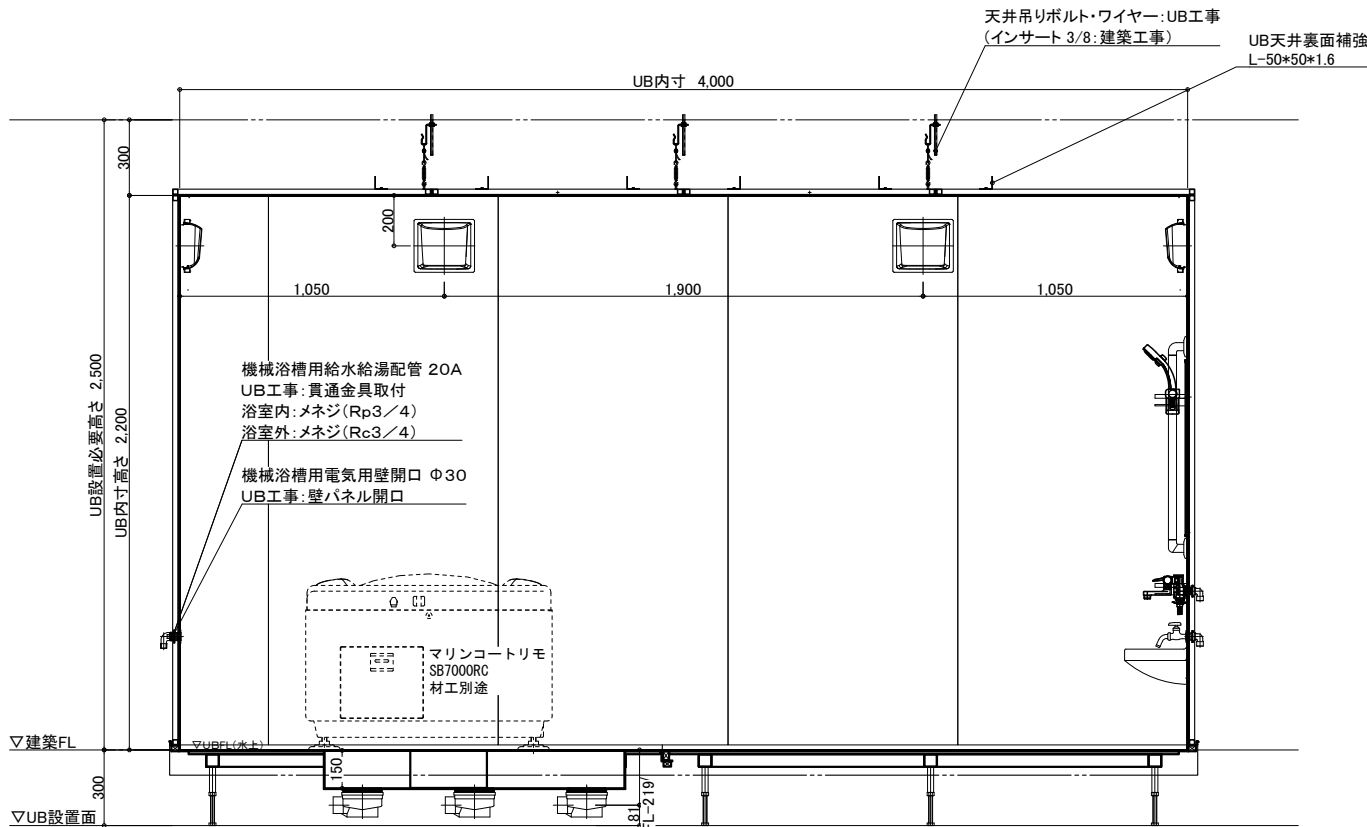 天井吊りボルト・ワイヤー:UB工事
(インサート 3/8:建築工事)
UB天井裏面補強
L-50*50*1.6
UB内寸 4,000
300
200
1,050
1,900
1,050
UB設置必要高さ 2,500
UB内寸高さ 2,200
機械浴槽用給水給湯配管 20A
UB工事:貫通金具取付
浴室内:メネジ(Rp3/4)
浴室外:メネジ(Rc3/4)
機械浴槽用電気用壁開口 Φ30
UB工事:壁パネル開口
マリンコートリモ
SB7000RC
材工別途
▽建築FL
▽UBFL(水上)
150
300
81
FL-219
▽UB設置面